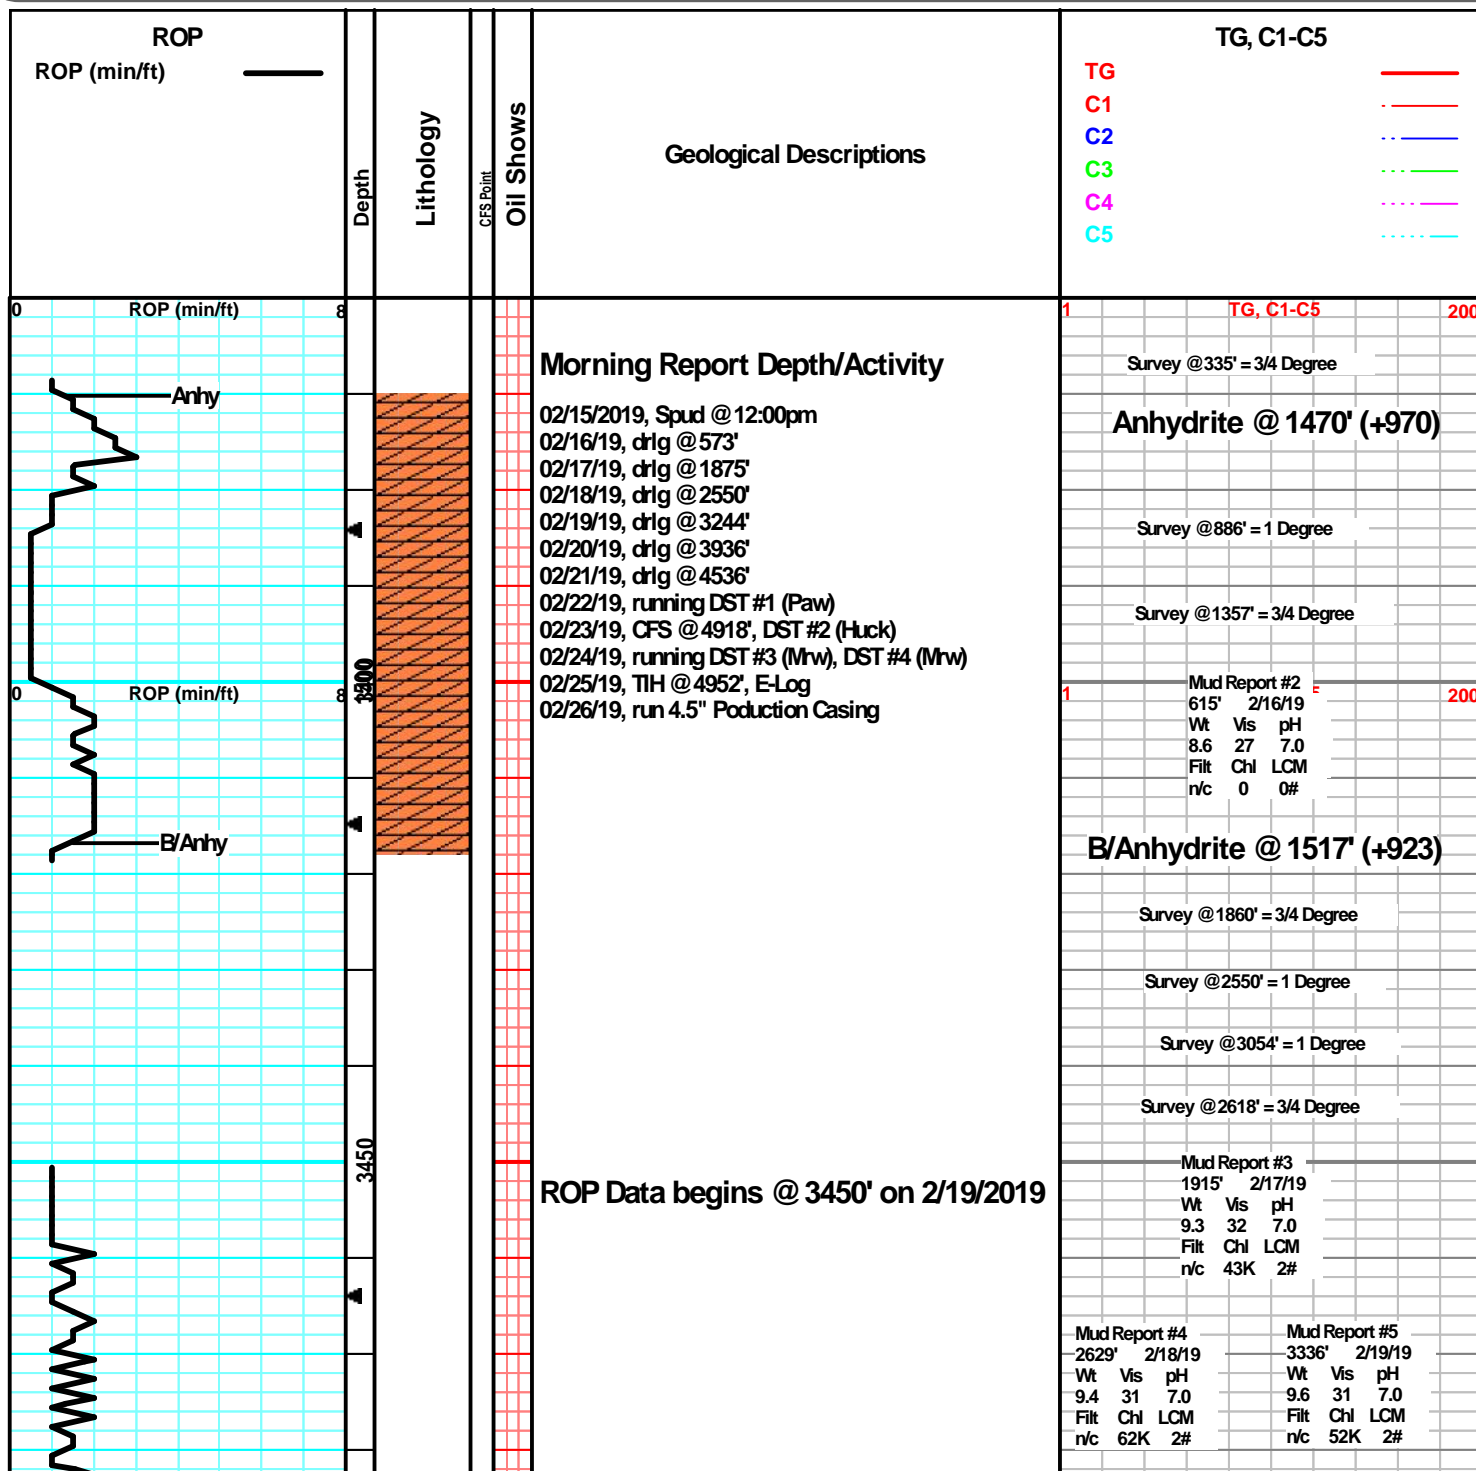 ROP
ROP (min/ft)
Depth
Lithology
CFS Point
Oil Shows
Geological Descriptions
TG, C1-C5
TG
C1
C2
C3
C4
C5
0 ROP (min/ft) 8
1 TG, C1-C5 200
Anhy
Morning Report Depth/Activity
02/15/2019, Spud @ 12:00pm
02/16/19, drlg @ 573'
02/17/19, drlg @ 1875'
02/18/19, drlg @ 2550'
02/19/19, drlg @ 3244'
02/20/19, drlg @ 3936'
02/21/19, drlg @ 4536'
02/22/19, running DST #1 (Paw)
02/23/19, CFS @ 4918', DST #2 (Huck)
02/24/19, running DST #3 (Mrw), DST #4 (Mrw)
02/25/19, TIH @ 4952', E-Log
02/26/19, run 4.5" Poduction Casing
Survey @335' = 3/4 Degree
Anhydrite @ 1470' (+970)
Survey @886' = 1 Degree
Survey @1357' = 3/4 Degree
0 ROP (min/ft) 8
1 200
Mud Report #2
615' 2/16/19
Wt Vis pH
8.6 27 7.0
Filt Chl LCM
n/c 0 0#
B/Anhy
B/Anhydrite @ 1517' (+923)
Survey @1860' = 3/4 Degree
Survey @2550' = 1 Degree
Survey @3054' = 1 Degree
Survey @2618' = 3/4 Degree
3450
ROP Data begins @ 3450' on 2/19/2019
Mud Report #3
1915' 2/17/19
Wt Vis pH
9.3 32 7.0
Filt Chl LCM
n/c 43K 2#
Mud Report #4
2629' 2/18/19
Wt Vis pH
9.4 31 7.0
Filt Chl LCM
n/c 62K 2#
Mud Report #5
3336' 2/19/19
Wt Vis pH
9.6 31 7.0
Filt Chl LCM
n/c 52K 2#